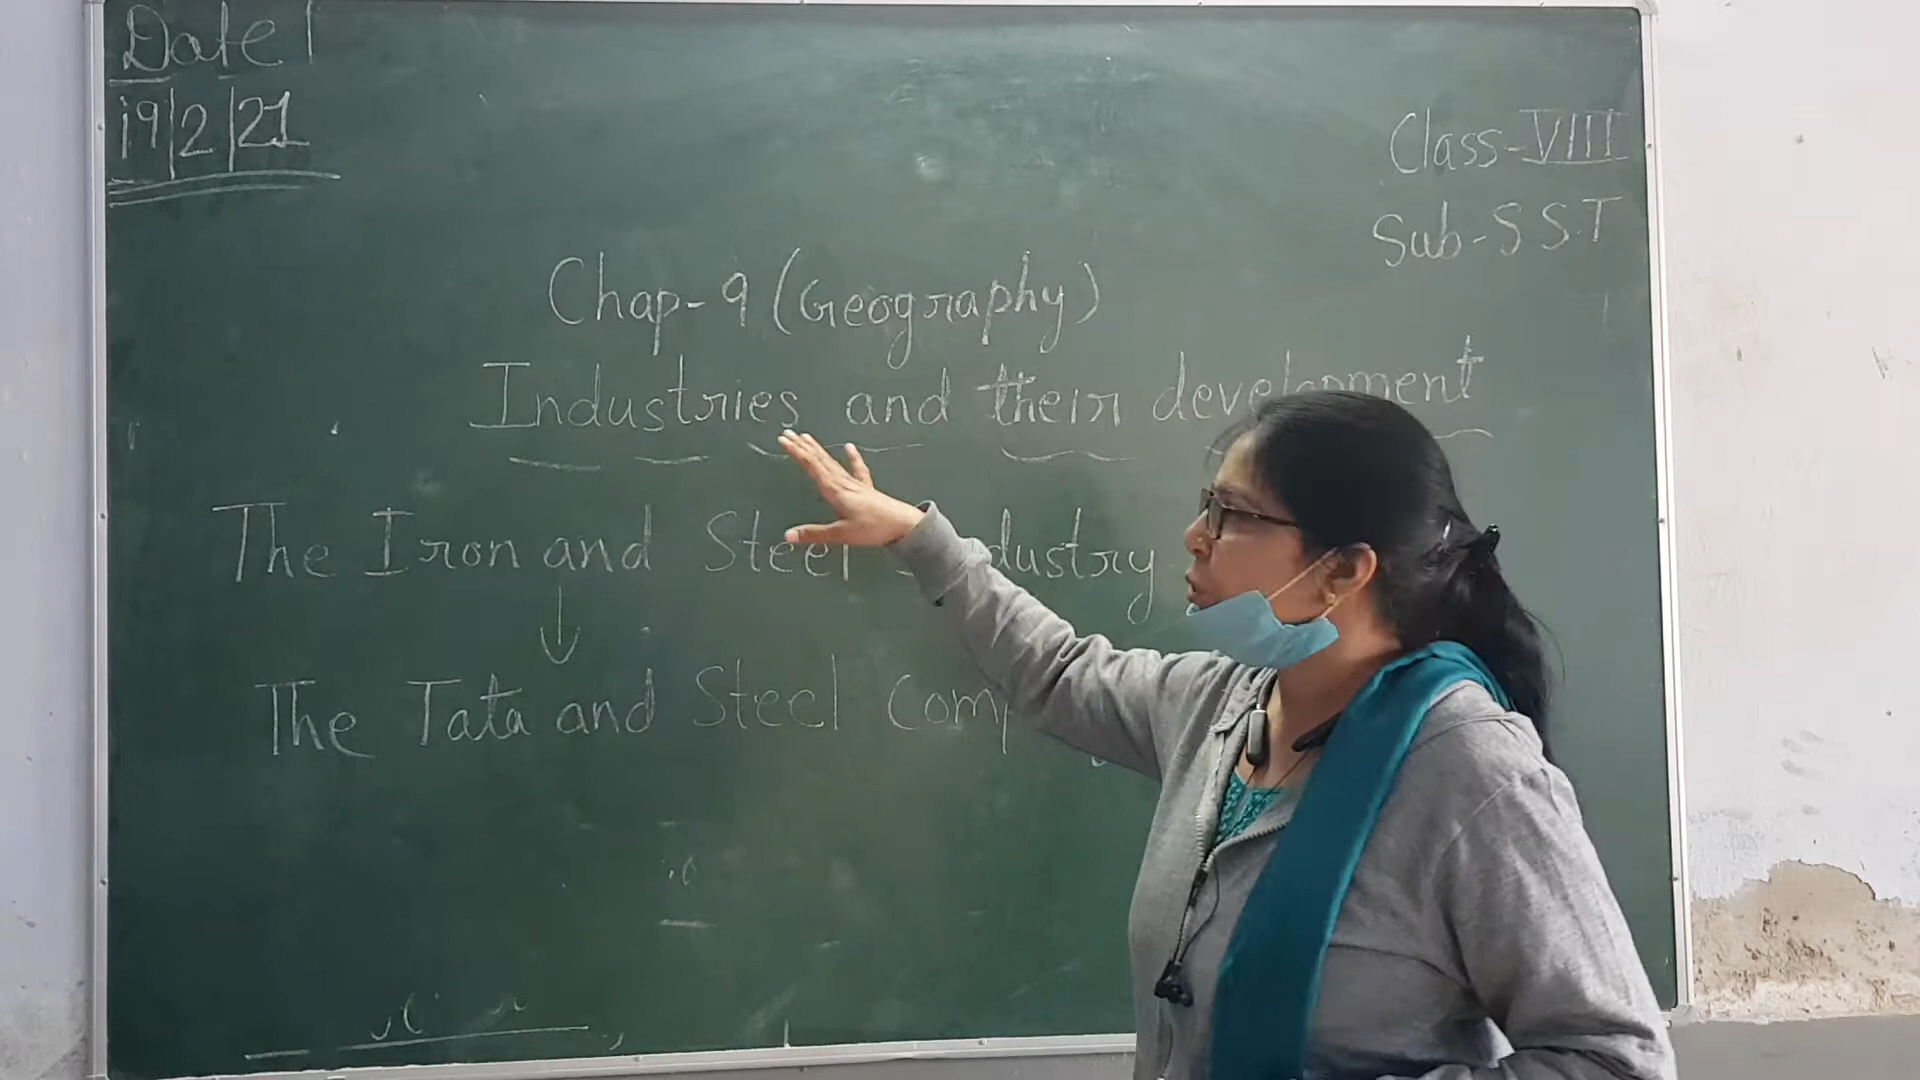 Date
19/2/21
Class-VIII
Sub-S.S.T
Chap-9 (Geography)
Industries and their development
The Iron and Steel Industry
↓
The Tata and Steel